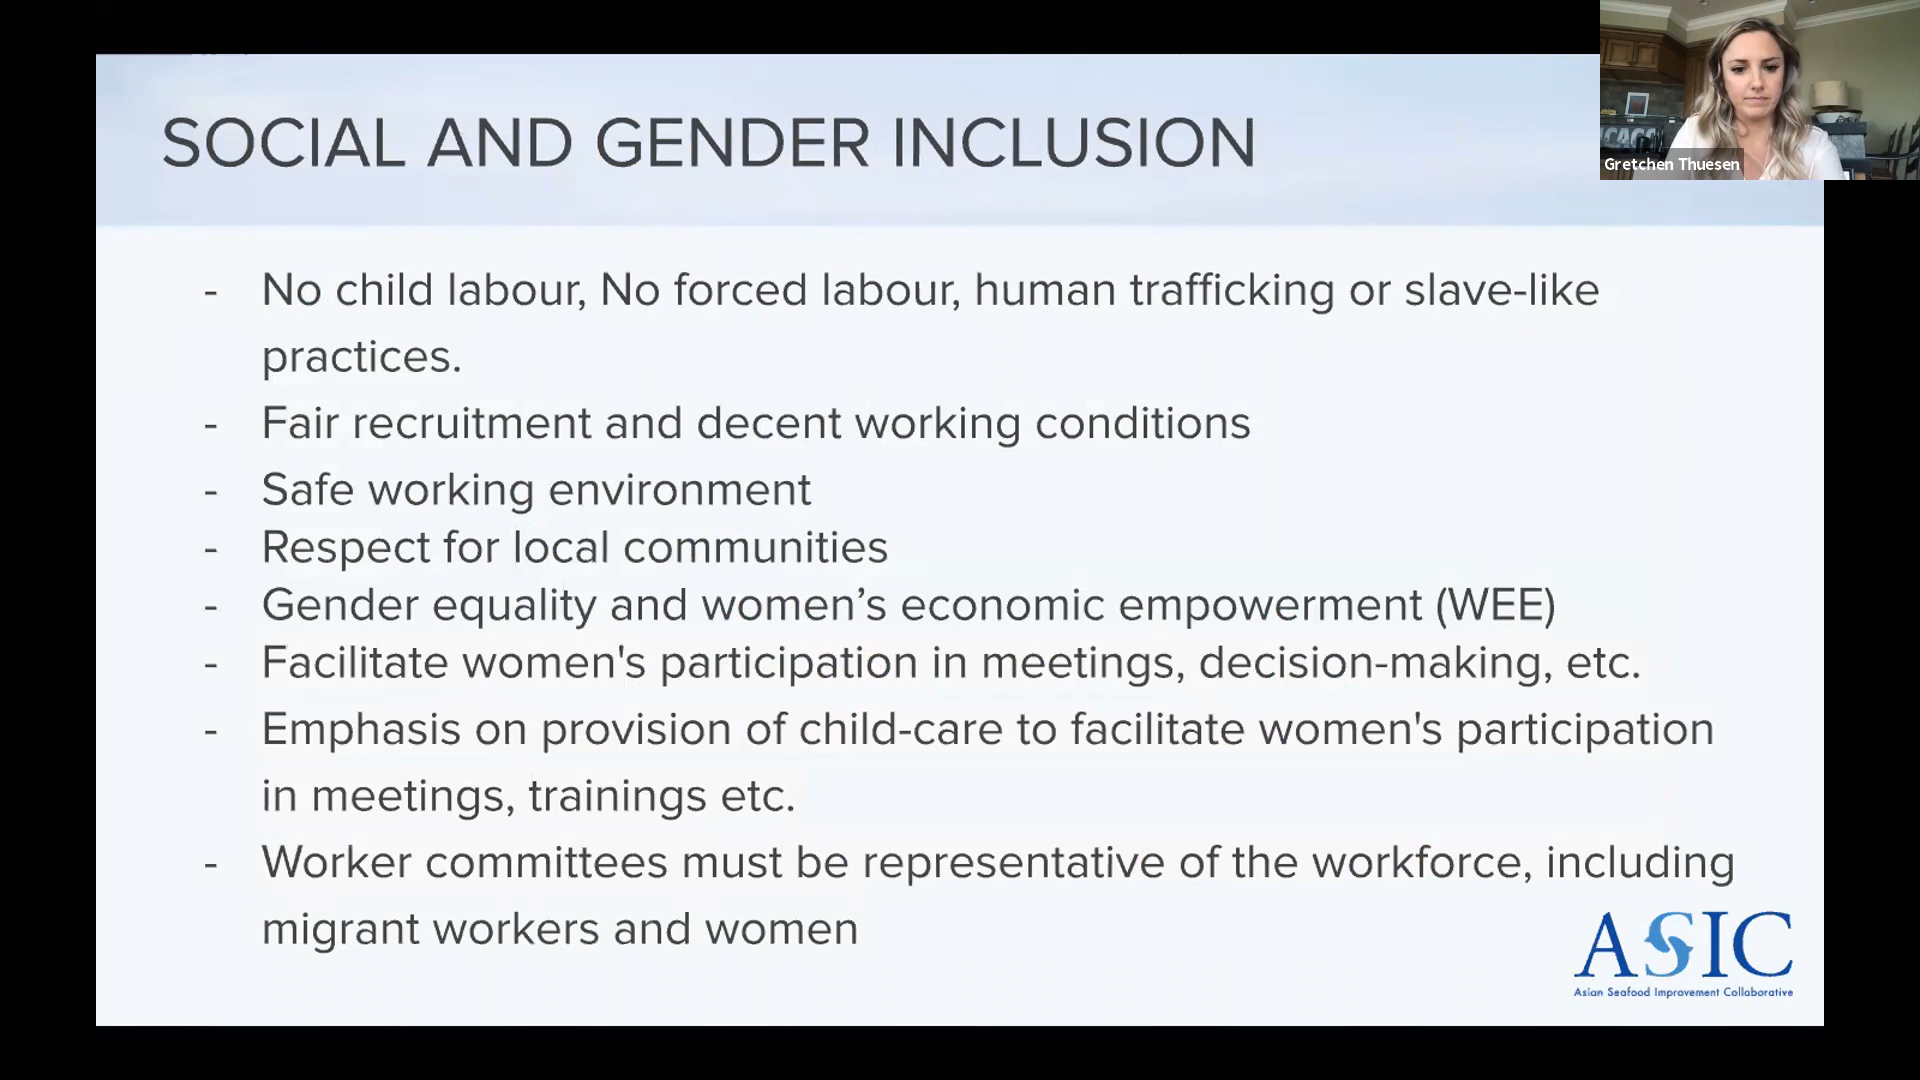 SOCIAL AND GENDER INCLUSION
Gretchen Thuesen
- No child labour, No forced labour, human trafficking or slave-like
practices.
- Fair recruitment and decent working conditions
- Safe working environment
- Respect for local communities
- Gender equality and women’s economic empowerment (WEE)
- Facilitate women's participation in meetings, decision-making, etc.
- Emphasis on provision of child-care to facilitate women's participation
in meetings, trainings etc.
- Worker committees must be representative of the workforce, including
migrant workers and women
ASIC
Asian Seafood Improvement Collaborative